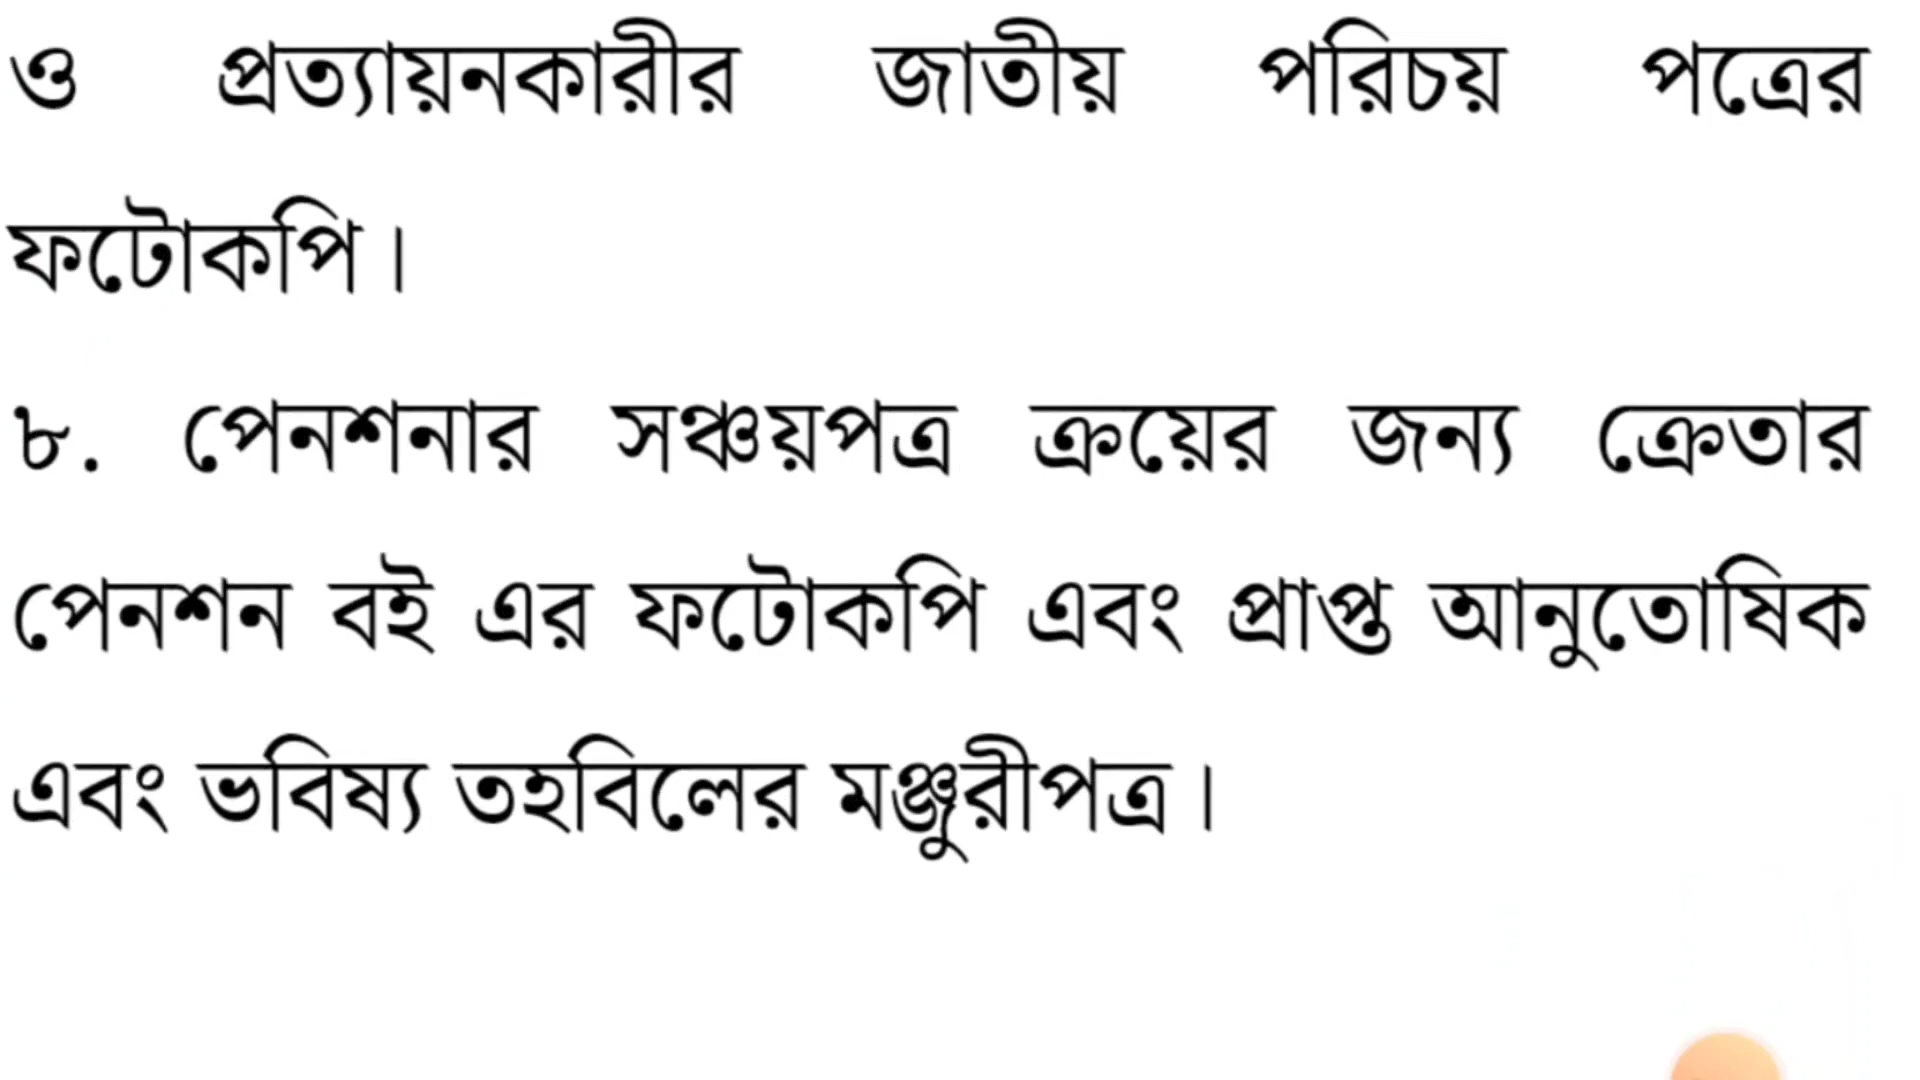 ও প্রত্যায়নকারীর জাতীয় পরিচয় পত্রের
ফটোকপি।
৮. পেনশনার সঞ্চয়পত্র ক্রয়ের জন্য ক্রেতার
পেনশন বই এর ফটোকপি এবং প্রাপ্ত আনুতোষিক
এবং ভবিষ্য তহবিলের মঞ্জুরীপত্র।